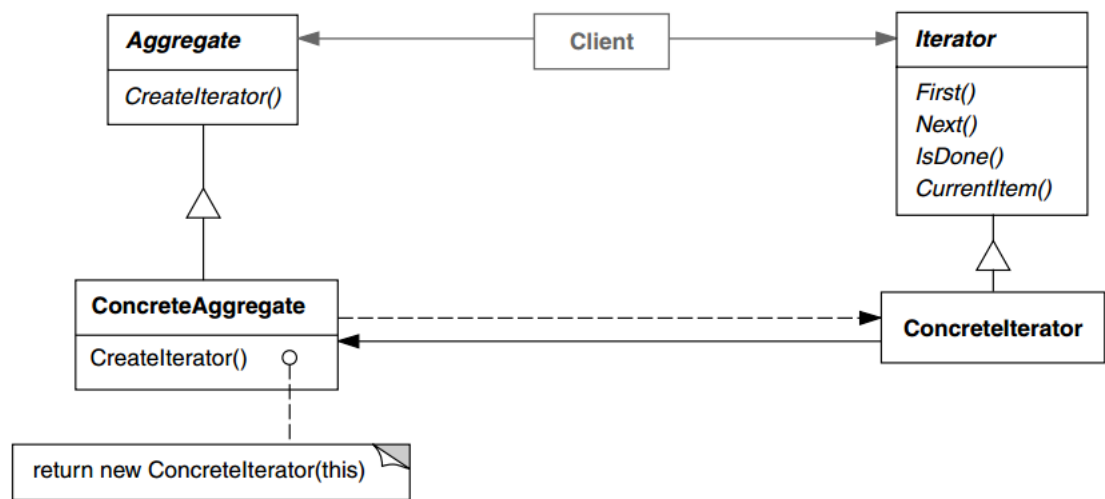 Aggregate
CreateIterator()
Client
Iterator
First()
Next()
IsDone()
CurrentItem()
ConcreteAggregate
CreateIterator()
ConcreteIterator
return new ConcreteIterator(this)